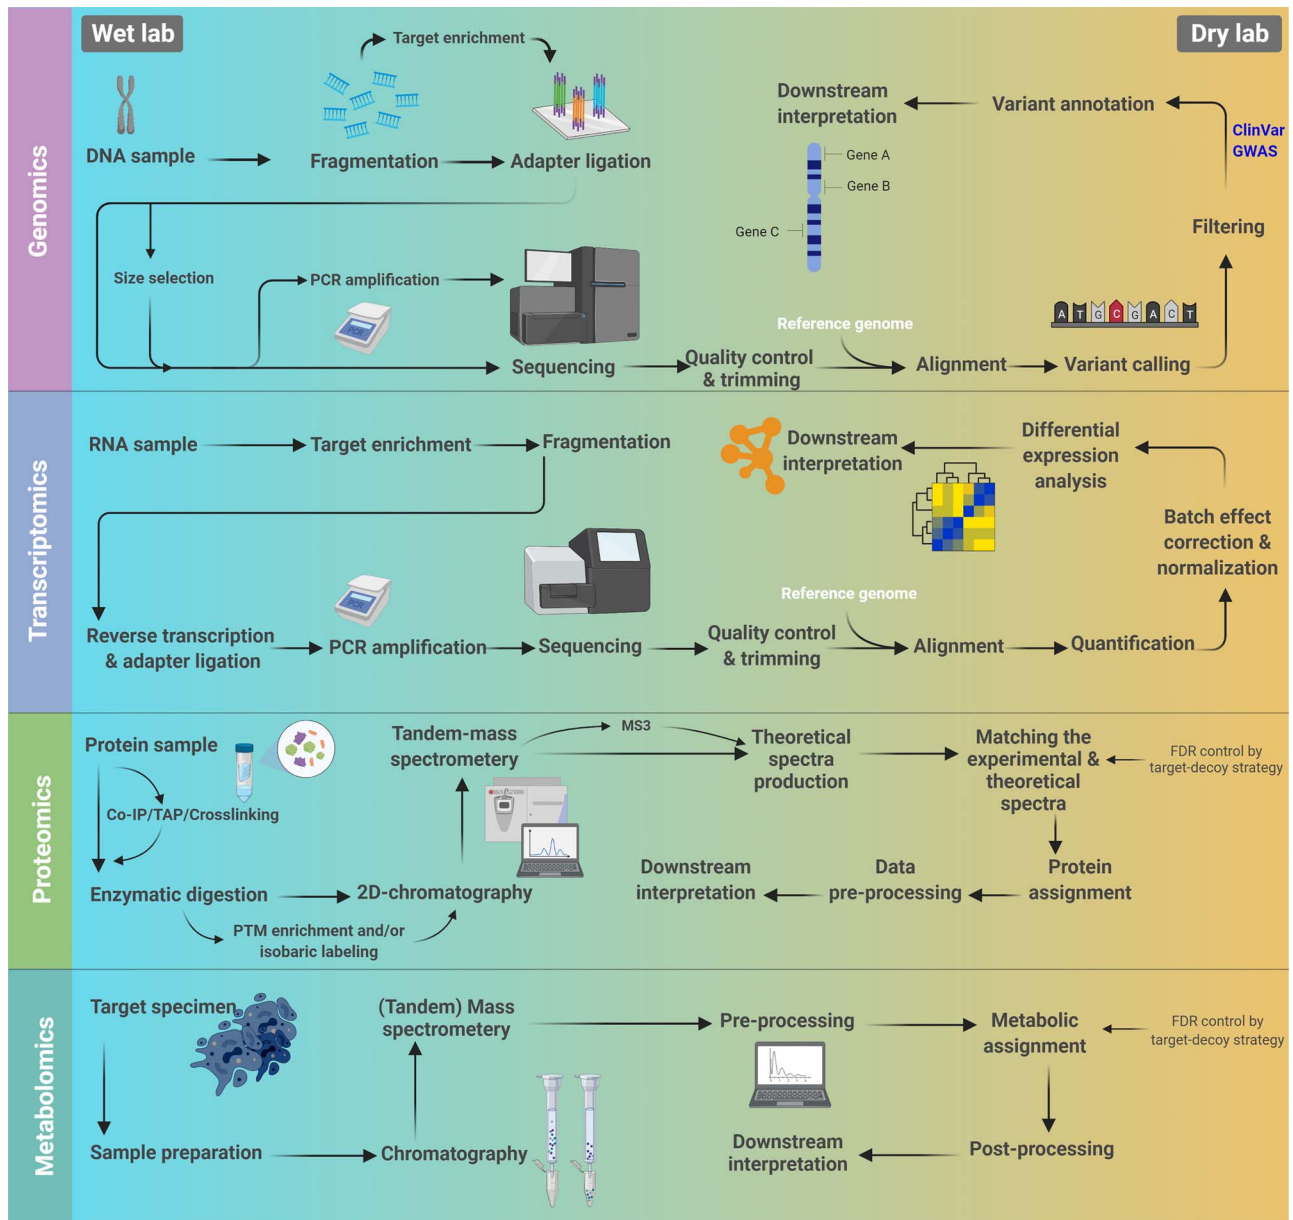 Wet lab
Dry lab
Genomics
Target enrichment
DNA sample
Fragmentation
Adapter ligation
Size selection
PCR amplification
PCR
Sequencing
Quality control
& trimming
Reference genome
Alignment
Variant calling
A T G C G A C T
Filtering
ClinVar
GWAS
Variant annotation
Downstream
interpretation
Gene A
Gene B
Gene C
Transcriptomics
RNA sample
Target enrichment
Fragmentation
Reverse transcription
& adapter ligation
PCR
PCR amplification
Sequencing
Quality control
& trimming
Reference genome
Alignment
Quantification
Batch effect
correction &
normalization
Differential
expression
analysis
Downstream
interpretation
Proteomics
Protein sample
Co-IP/TAP/Crosslinking
Enzymatic digestion
PTM enrichment and/or
isobaric labeling
2D-chromatography
Tandem-mass
spectrometery
MS3
Theoretical
spectra
production
Matching the
experimental &
theoretical
spectra
FDR control by
target-decoy strategy
Protein
assignment
Data
pre-processing
Downstream
interpretation
Metabolomics
Target specimen
Sample preparation
Chromatography
(Tandem) Mass
spectrometery
Pre-processing
Metabolic
assignment
FDR control by
target-decoy strategy
Post-processing
Downstream
interpretation